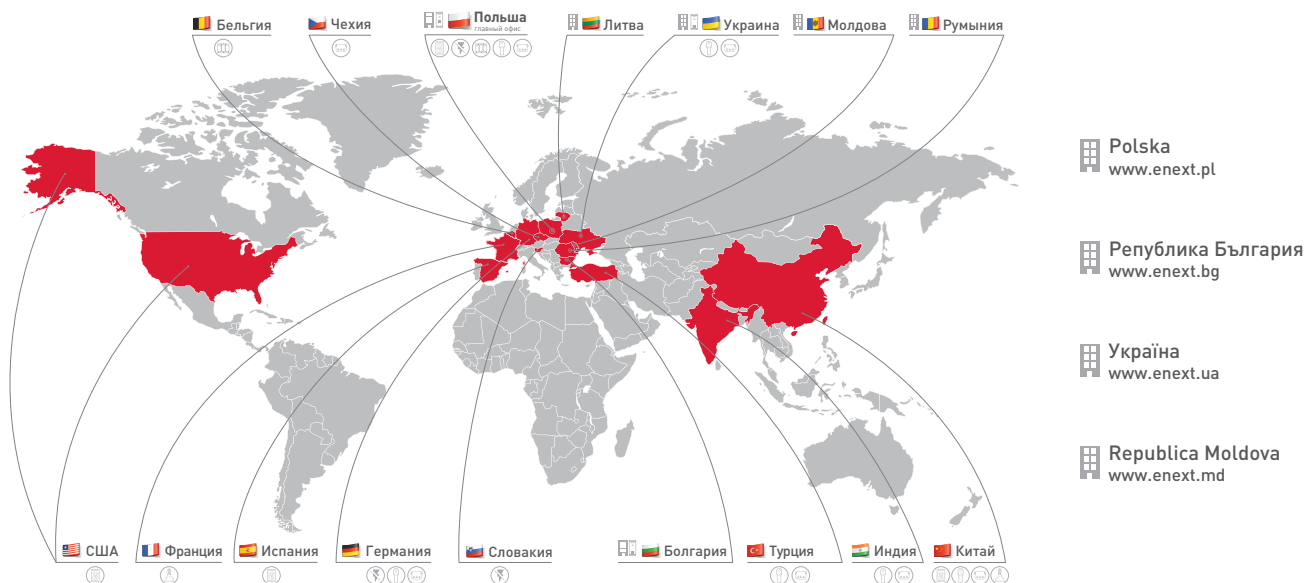 Бельгия
Чехия
Польша
главный офис
Литва
Украина
Молдова
Румыния
Polska
www.enext.pl
Република България
www.enext.bg
Україна
www.enext.ua
Republica Moldova
www.enext.md
США
Франция
Испания
Германия
Словакия
Болгария
Турция
Индия
Китай